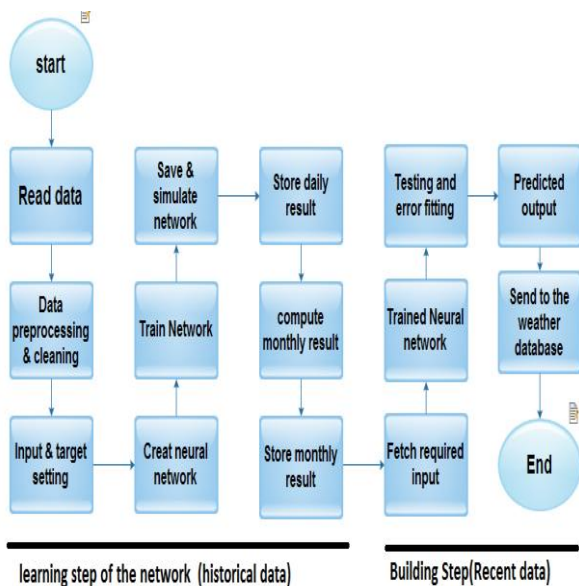 start
Read data
Data
preprocessing
& cleaning
Input & target
setting
Creat neural
network
Train Network
Save &
simulate
network
Store daily
result
compute
monthly result
Store monthly
result
Fetch required
input
Trained Neural
network
Testing and
error fitting
Predicted
output
Send to the
weather
database
End
learning step of the network (historical data)
Building Step(Recent data)